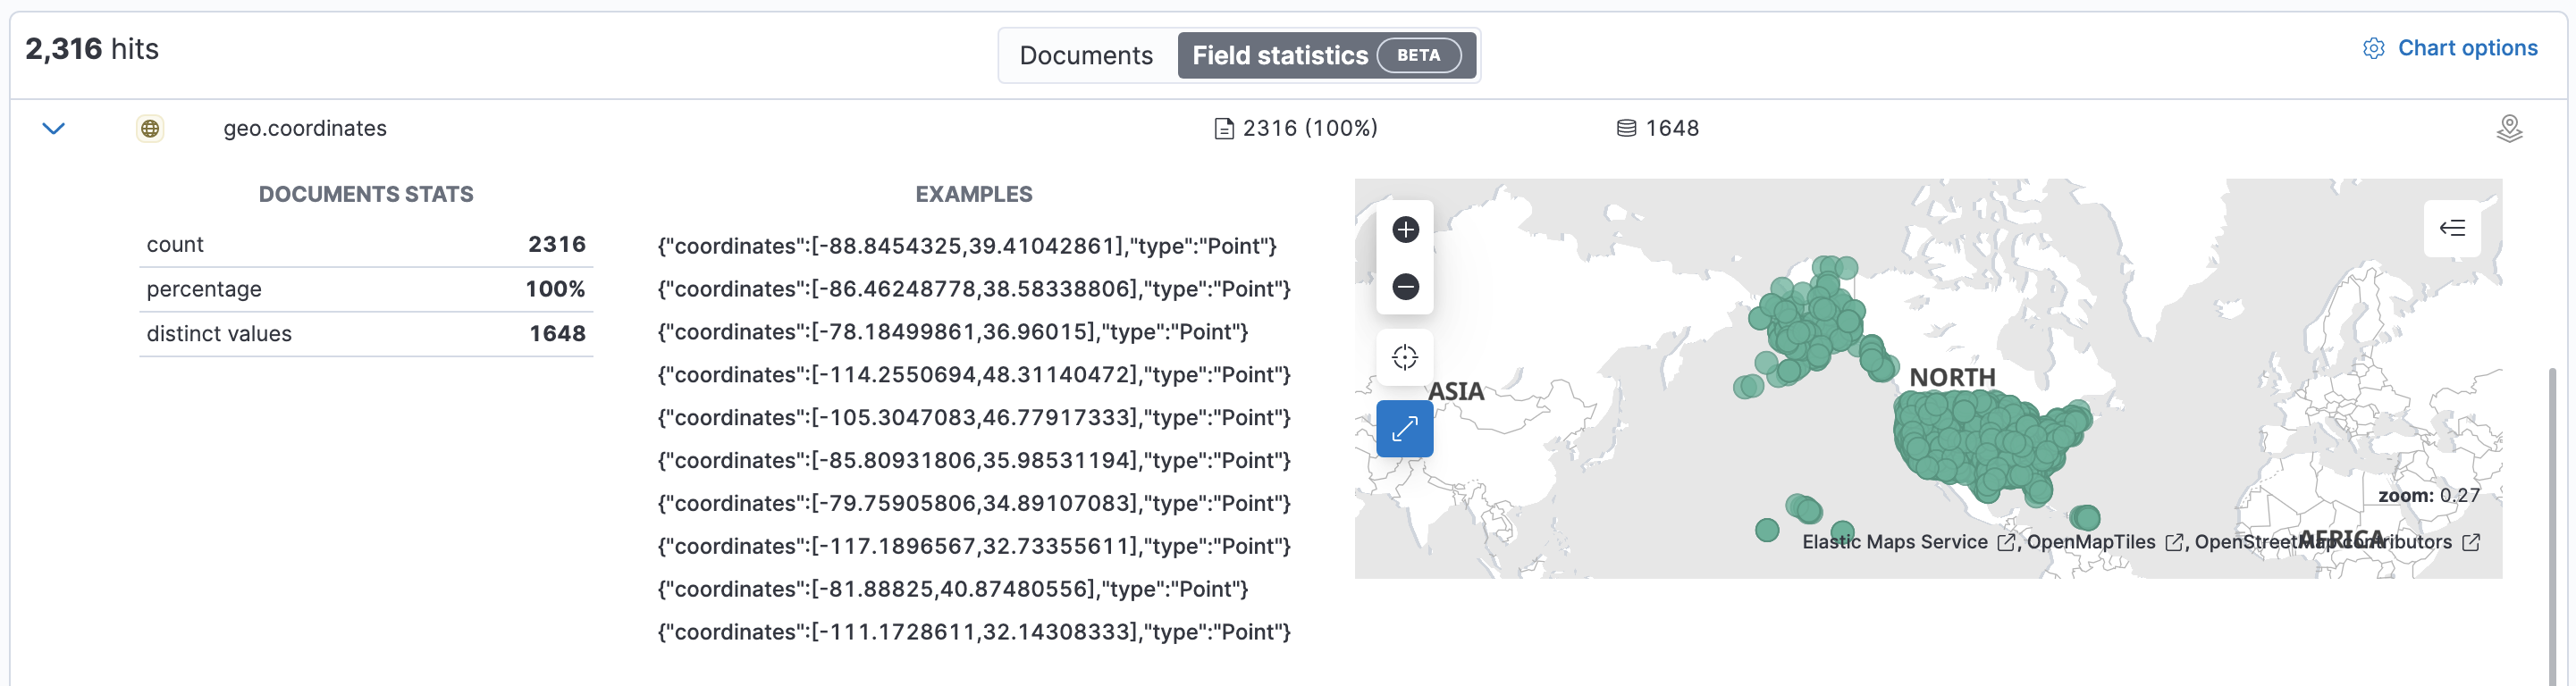 2,316 hits
Documents
Field statistics BETA
Chart options
geo.coordinates
2316 (100%)
1648
DOCUMENTS STATS
count 2316
percentage 100%
distinct values 1648
EXAMPLES
{"coordinates":[-88.8454325,39.41042861],"type":"Point"}
{"coordinates":[-86.46248778,38.58338806],"type":"Point"}
{"coordinates":[-78.18499861,36.96015],"type":"Point"}
{"coordinates":[-114.2550694,48.31140472],"type":"Point"}
{"coordinates":[-105.3047083,46.77917333],"type":"Point"}
{"coordinates":[-85.80931806,35.98531194],"type":"Point"}
{"coordinates":[-79.75905806,34.89107083],"type":"Point"}
{"coordinates":[-117.1896567,32.73355611],"type":"Point"}
{"coordinates":[-81.88825,40.87480556],"type":"Point"}
{"coordinates":[-111.1728611,32.14308333],"type":"Point"}
ASIA
NORTH
zoom: 0.27
AFRICA
Elastic Maps Service , OpenMapTiles , OpenStreetMap contributors